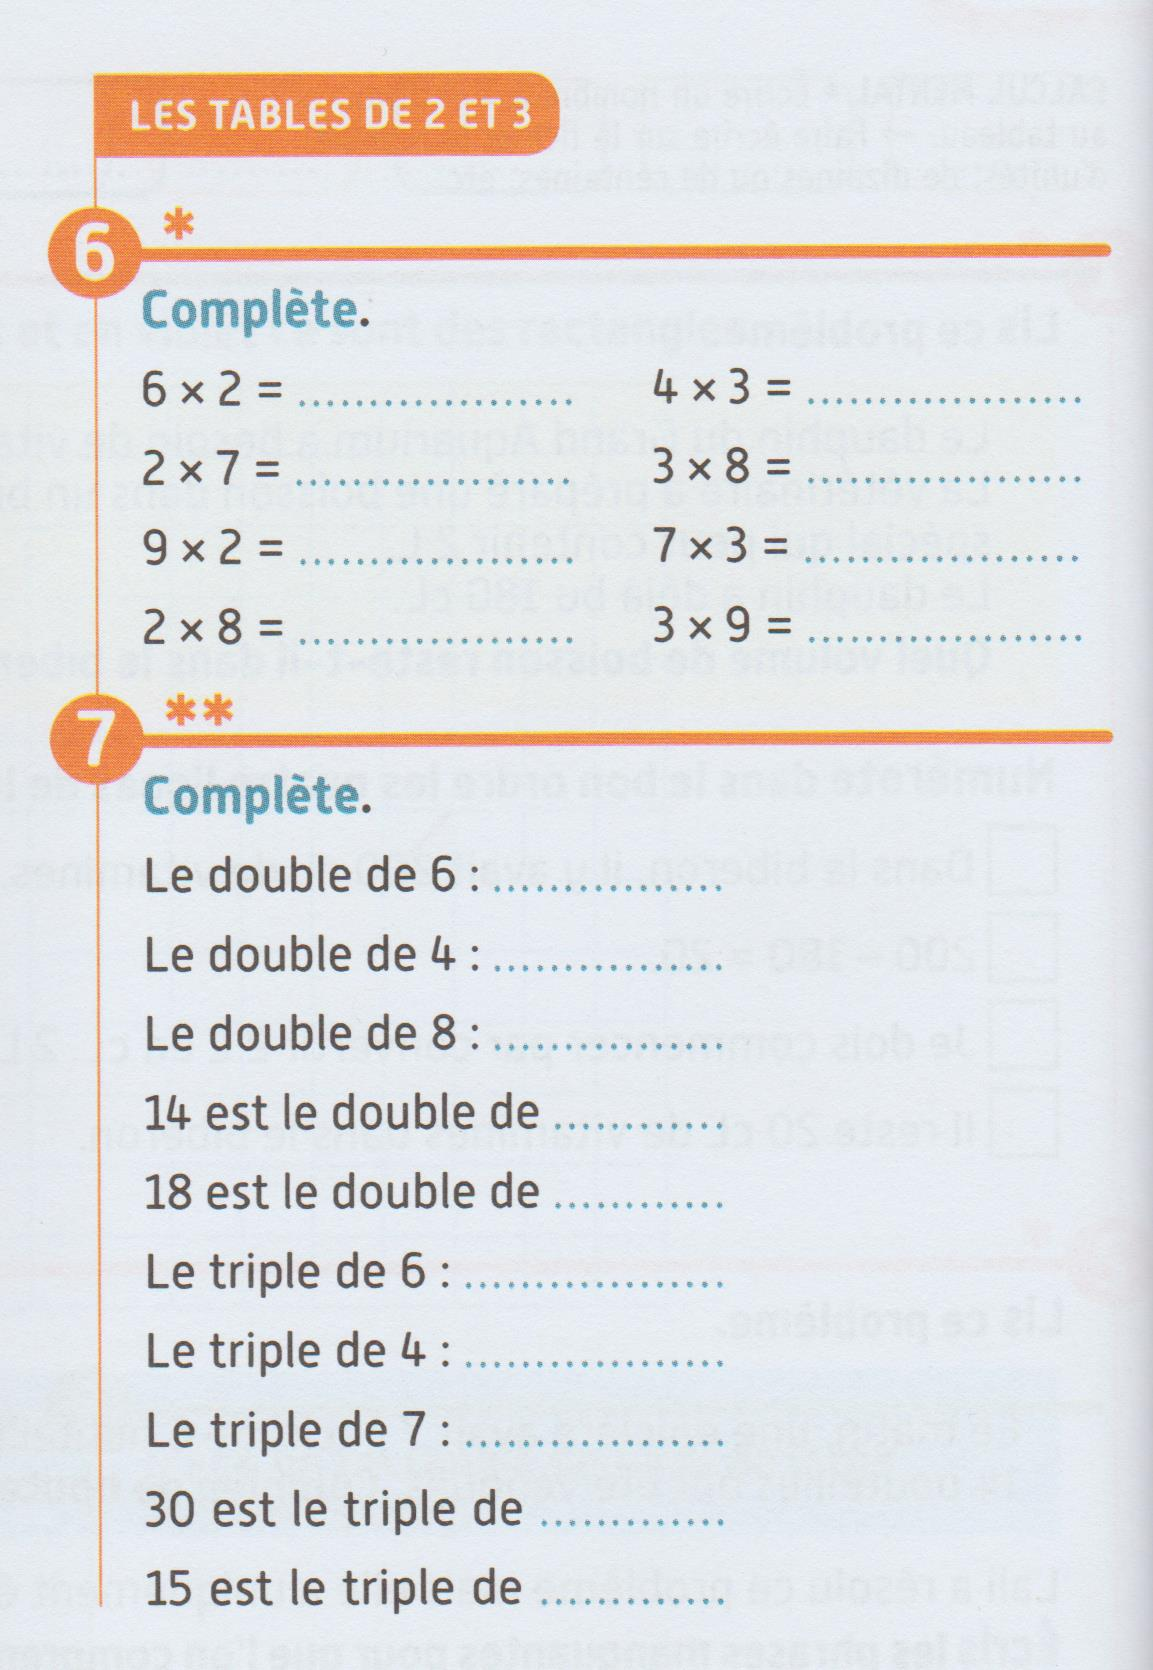 LES TABLES DE 2 ET 3
6 *
Complète.
6 × 2 = .................. 4 × 3 = ..................
2 × 7 = .................. 3 × 8 = ..................
9 × 2 = .................. 7 × 3 = ..................
2 × 8 = .................. 3 × 9 = ..................
7 **
Complète.
Le double de 6 : ................
Le double de 4 : ................
Le double de 8 : ................
14 est le double de ............
18 est le double de ............
Le triple de 6 : ..................
Le triple de 4 : ..................
Le triple de 7 : ..................
30 est le triple de .............
15 est le triple de .............